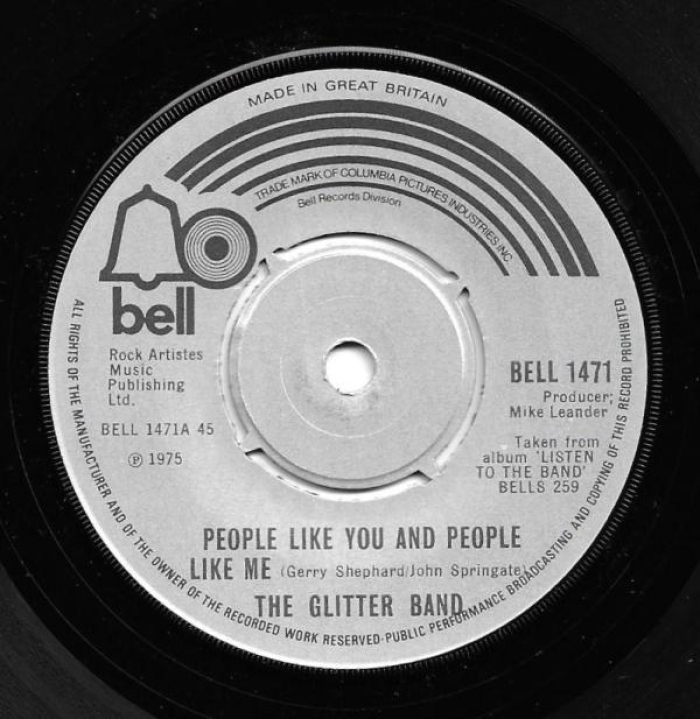 MADE IN GREAT BRITAIN
TRADE MARK OF COLUMBIA PICTURES INDUSTRIES INC
Bell Records Division
bell
Rock Artistes
Music
Publishing
Ltd.
BELL 1471A 45
Ⓟ 1975
BELL 1471
Producer;
Mike Leander
Taken from
album 'LISTEN
TO THE BAND'
BELLS 259
PEOPLE LIKE YOU AND PEOPLE
LIKE ME (Gerry Shephard/John Springate)
THE GLITTER BAND
ALL RIGHTS OF THE MANUFACTURER AND OF THE OWNER OF THE RECORDED WORK RESERVED-PUBLIC PERFORMANCE BROADCASTING AND COPYING OF THIS RECORD PROHIBITED